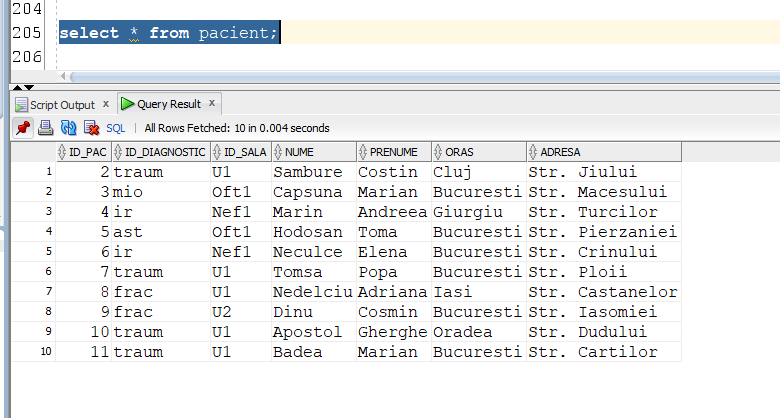 204
205 select * from pacient;
206
Script Output x Query Result x
SQL | All Rows Fetched: 10 in 0.004 seconds
ID_PAC ID_DIAGNOSTIC ID_SALA NUME PRENUME ORAS ADRESA
1 2 traum U1 Sambure Costin Cluj Str. Jiului
2 3 mio Oft1 Capsuna Marian Bucuresti Str. Macesului
3 4 ir Nef1 Marin Andreea Giurgiu Str. Turcilor
4 5 ast Oft1 Hodosan Toma Bucuresti Str. Pierzaniei
5 6 ir Nef1 Neculce Elena Bucuresti Str. Crinului
6 7 traum U1 Tomsa Popa Bucuresti Str. Ploii
7 8 frac U1 Nedelciu Adriana Iasi Str. Castanelor
8 9 frac U2 Dinu Cosmin Bucuresti Str. Iasomiei
9 10 traum U1 Apostol Gherghe Oradea Str. Dudului
10 11 traum U1 Badea Marian Bucuresti Str. Cartilor